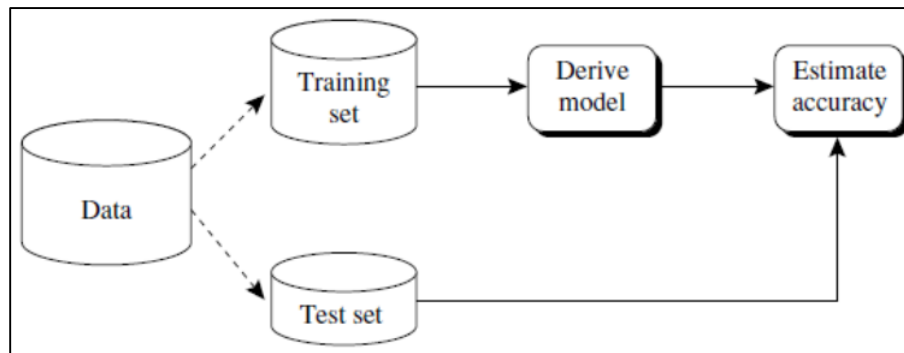 Data
Training
set
Derive
model
Estimate
accuracy
Test set